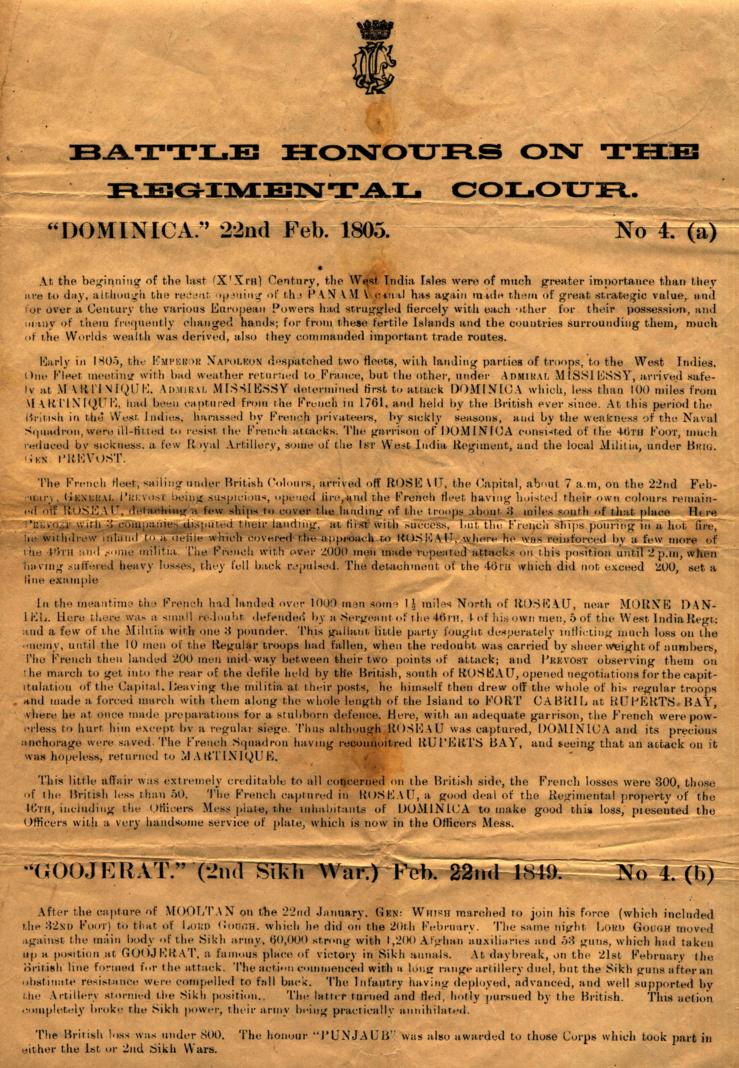 BATTLE HONOURS ON THE
REGIMENTAL COLOUR.
"DOMINICA." 22nd Feb. 1805. No 4. (a)
At the beginning of the last (X'XTH) Century, the West India Isles were of much greater importance than they
are to day, although the recent opening of the PANAMA canal has again made them of great strategic value, and
for over a Century the various European Powers had struggled fiercely with each other for their possession, and
many of them frequently changed hands; for from these fertile Islands and the countries surrounding them, much
of the Worlds wealth was derived, also they commanded important trade routes.
Early in 1805, the EMPEROR NAPOLEON despatched two fleets, with landing parties of troops, to the West Indies.
One Fleet meeting with bad weather returned to France, but the other, under ADMIRAL MISSIESSY, arrived safe-
ly at MARTINIQUE. ADMIRAL MISSIESSY determined first to attack DOMINICA which, less than 100 miles from
MARTINIQUE, had been captured from the French in 1761, and held by the British ever since. At this period the
British in the West Indies, harassed by French privateers, by sickly seasons, and by the weakness of the Naval
Squadron, were ill-fitted to resist the French attacks. The garrison of DOMINICA consisted of the 46TH FOOT, much
reduced by sickness, a few Royal Artillery, some of the 1ST West India Regiment, and the local Militia, under BRIG.
GEN PREVOST.
The French fleet, sailing under British Colours, arrived off ROSEAU, the Capital, about 7 a.m, on the 22nd Feb-
ruary, GENERAL PREVOST being suspicious, opened fire, and the French fleet having hoisted their own colours remain-
ed off ROSEAU, detaching a few ships to cover the landing of the troops about 3 miles south of that place Here
PREVOST with 3 companies disputed their landing, at first with success, but the French ships pouring in a hot fire,
he withdrew inland to a defile which covered the approach to ROSEAU, where he was reinforced by a few more of
the 46TH and some militia. The French with over 2000 men made repeated attacks on this position until 2 p.m, when
having suffered heavy losses, they fell back repulsed. The detachment of the 46TH which did not exceed 200, set a
fine example
In the meantime the French had landed over 1000 men some 1½ miles North of ROSEAU, near MORNE DAN-
IEL. Here there was a small redoubt defended by a Sergeant of the 46TH, 4 of his own men, 5 of the West India Regt:
and a few of the Militia with one 3 pounder. This gallant little party fought desperately inflicting much loss on the
enemy, until the 10 men of the Regular troops had fallen, when the redoubt was carried by sheer weight of numbers,
The French then landed 200 men mid-way between their two points of attack; and PREVOST observing them on
the march to get into the rear of the defile held by the British, south of ROSEAU, opened negotiations for the capit-
tulation of the Capital. Leaving the militia at their posts, he himself then drew off the whole of his regular troops
and made a forced march with them along the whole length of the Island to FORT CABRIL at RUPERTS BAY,
where he at once made preparations for a stubborn defence. Here, with an adequate garrison, the French were pow-
erless to hurt him except by a regular siege. Thus although ROSEAU was captured, DOMINICA and its precious
anchorage were saved. The French Squadron having reconnoitred RUPERTS BAY, and seeing that an attack on it
was hopeless, returned to MARTINIQUE.
This little affair was extremely creditable to all concerned on the British side, the French losses were 300, those
of the British less than 50. The French captured in ROSEAU, a good deal of the Regimental property of the
46TH, including the Officers Mess plate, the inhabitants of DOMINICA to make good this loss, presented the
Officers with a very handsome service of plate, which is now in the Officers Mess.
"GOOJERAT." (2nd Sikh War.) Feb. 22nd 1849. No 4. (b)
After the capture of MOOLTAN on the 22nd January, GEN: WHISH marched to join his force (which included
the 32ND FOOT) to that of LORD GOUGH, which he did on the 20th February. The same night LORD GOUGH moved
against the main body of the Sikh army, 60,000 strong with 1,200 Afghan auxiliaries and 53 guns, which had taken
up a position at GOOJERAT, a famous place of victory in Sikh annals. At daybreak, on the 21st February the
British line formed for the attack. The action commenced with a long range artillery duel, but the Sikh guns after an
obstinate resistance were compelled to fall back. The Infantry having deployed, advanced, and well supported by
the Artillery stormed the Sikh position.. The latter turned and fled, hotly pursued by the British. This action
completely broke the Sikh power, their army being practically annihilated.
The British loss was under 800. The honour "PUNJAUB" was also awarded to those Corps which took part in
either the 1st or 2nd Sikh Wars.